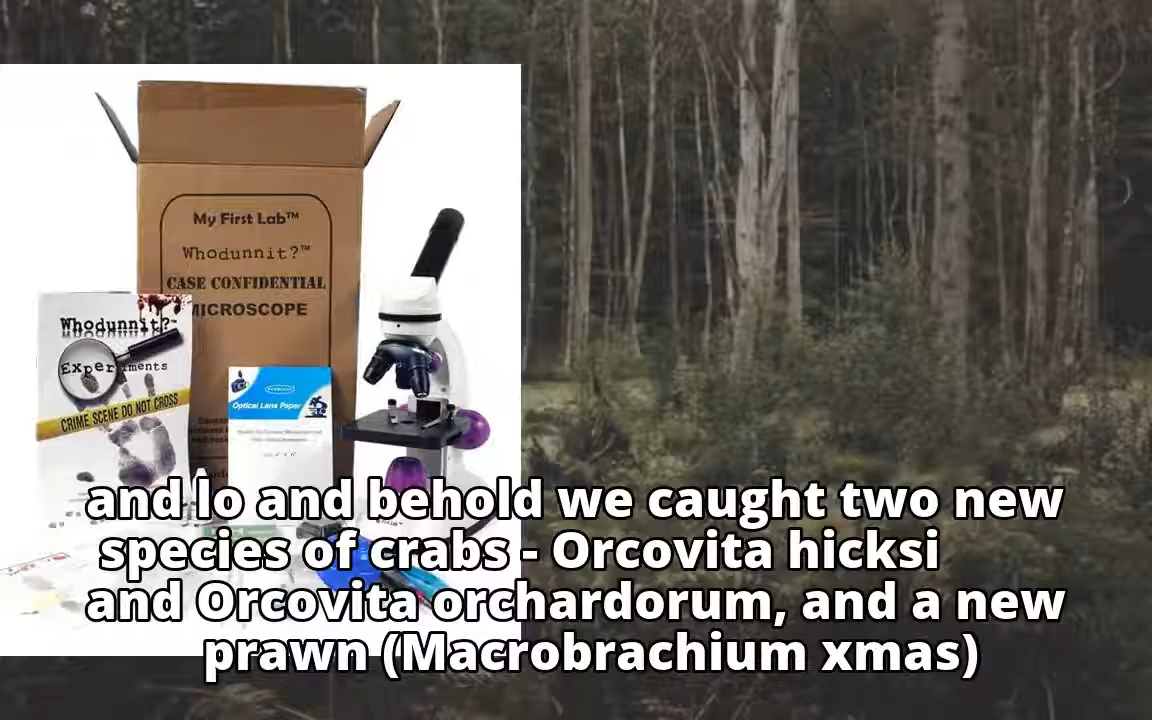 My First Lab™
Whodunnit?™
CASE CONFIDENTIAL
MICROSCOPE
Whodunnit?™
Experiments
CRIME SCENE DO NOT CROSS
Optical Lens Paper
and lo and behold we caught two new
species of crabs - Orcovita hicksi
and Orcovita orchardorum, and a new
prawn (Macrobrachium xmas)